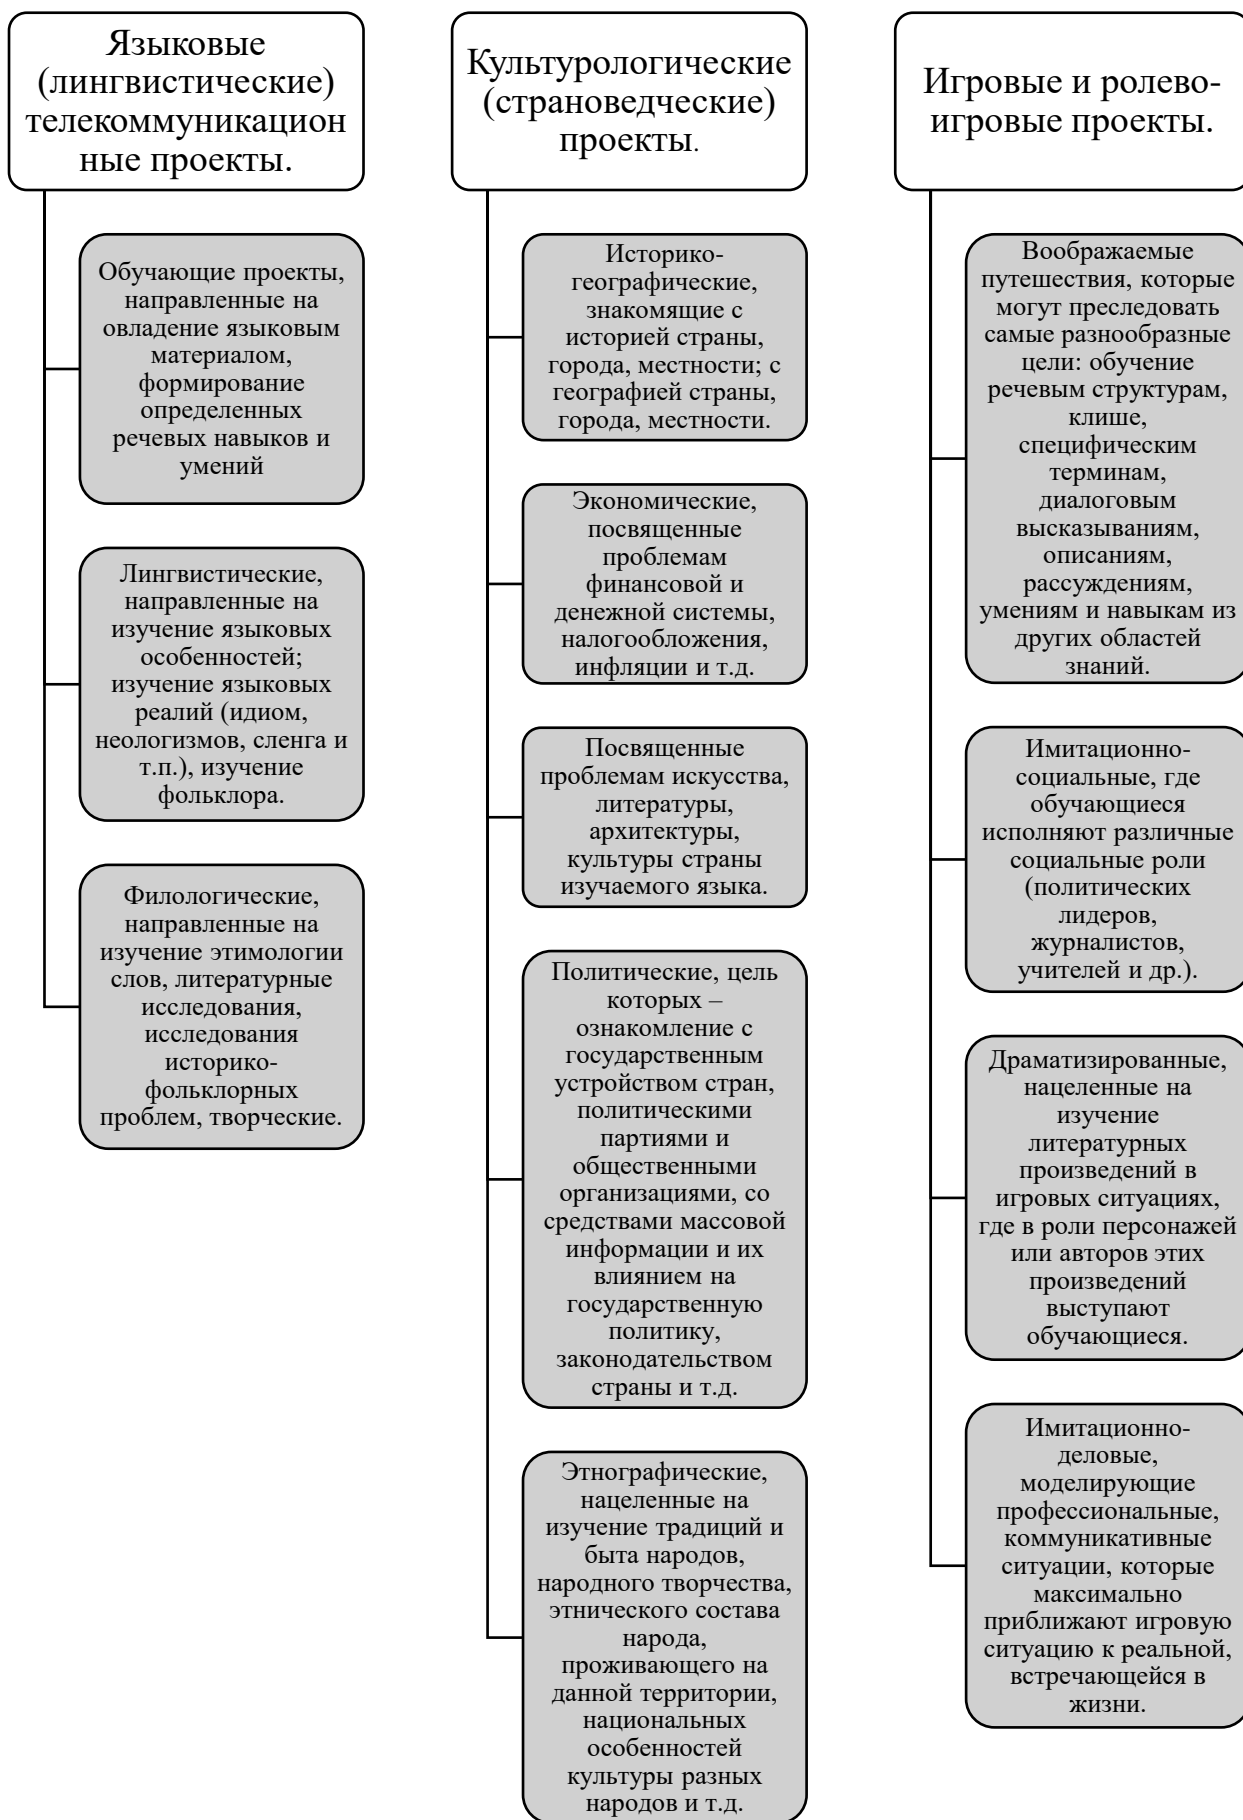 Языковые
(лингвистические)
телекоммуникацион
ные проекты.
Обучающие проекты,
направленные на
овладение языковым
материалом,
формирование
определенных
речевых навыков и
умений
Лингвистические,
направленные на
изучение языковых
особенностей;
изучение языковых
реалий (идиом,
неологизмов, сленга и
т.п.), изучение
фольклора.
Филологические,
направленные на
изучение этимологии
слов, литературные
исследования,
исследования
историко-
фольклорных
проблем, творческие.
Культурологические
(страноведческие)
проекты.
Историко-
географические,
знакомящие с
историей страны,
города, местности; с
географией страны,
города, местности.
Экономические,
посвященные
проблемам
финансовой и
денежной системы,
налогообложения,
инфляции и т.д.
Посвященные
проблемам искусства,
литературы,
архитектуры,
культуры страны
изучаемого языка.
Политические, цель
которых –
ознакомление с
государственным
устройством стран,
политическими
партиями и
общественными
организациями, со
средствами массовой
информации и их
влиянием на
государственную
политику,
законодательством
страны и т.д.
Этнографические,
нацеленные на
изучение традиций и
быта народов,
народного творчества,
этнического состава
народа,
проживающего на
данной территории,
национальных
особенностей
культуры разных
народов и т.д.
Игровые и ролево-
игровые проекты.
Воображаемые
путешествия, которые
могут преследовать
самые разнообразные
цели: обучение
речевым структурам,
клише,
специфическим
терминам,
диалоговым
высказываниям,
описаниям,
рассуждениям,
умениям и навыкам из
других областей
знаний.
Имитационно-
социальные, где
обучающиеся
исполняют различные
социальные роли
(политических
лидеров,
журналистов,
учителей и др.).
Драматизированные,
нацеленные на
изучение
литературных
произведений в
игровых ситуациях,
где в роли персонажей
или авторов этих
произведений
выступают
обучающиеся.
Имитационно-
деловые,
моделирующие
профессиональные,
коммуникативные
ситуации, которые
максимально
приближают игровую
ситуацию к реальной,
встречающейся в
жизни.